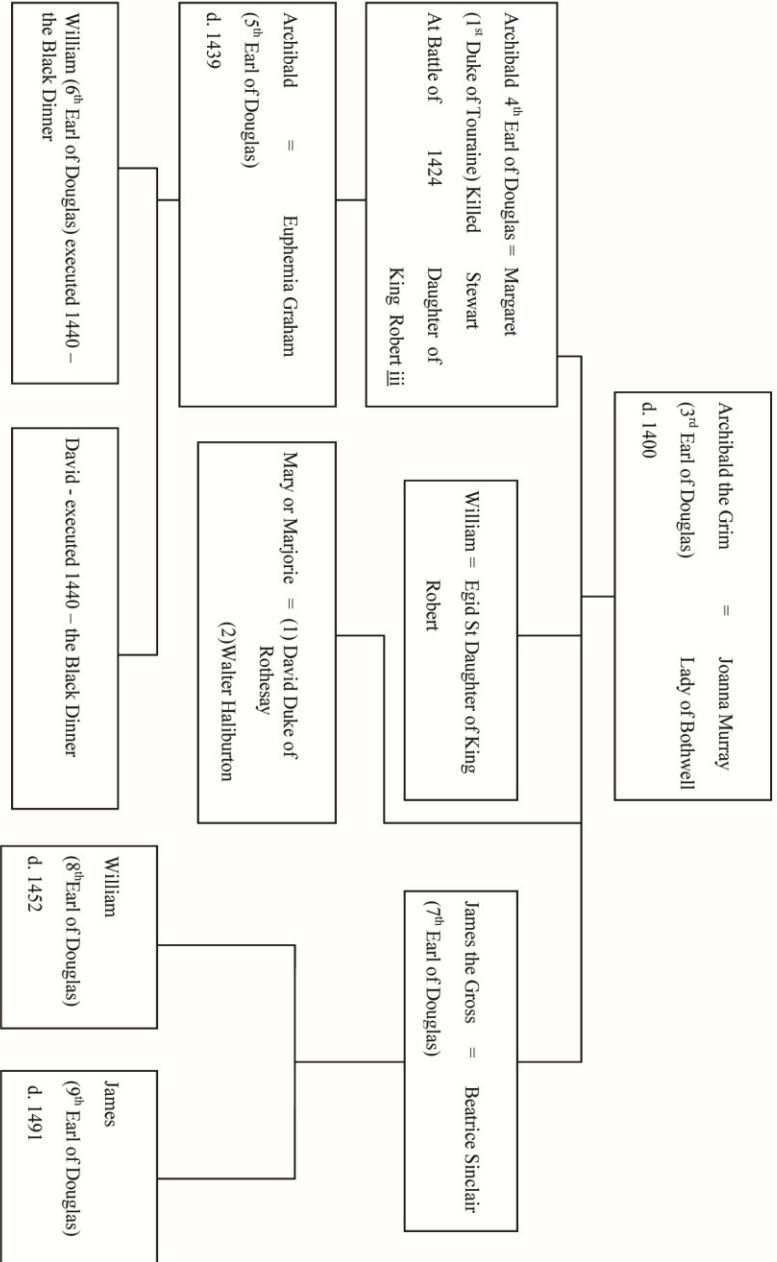 Archibald the Grim = Joanna Murray
(3rd Earl of Douglas) Lady of Bothwell
d. 1400
Archibald 4th Earl of Douglas = Margaret
(1st Duke of Touraine) Killed Stewart
At Battle of 1424 Daughter of
King Robert iii
William = Egid St Daughter of King
Robert
Mary or Marjorie = (1) David Duke of
Rothesay
(2)Walter Haliburton
James the Gross = Beatrice Sinclair
(7th Earl of Douglas)
Archibald = Euphemia Graham
(5th Earl of Douglas)
d. 1439
William (6th Earl of Douglas) executed 1440 –
the Black Dinner
David - executed 1440 – the Black Dinner
William
(8thEarl of Douglas)
d. 1452
James
(9th Earl of Douglas)
d. 1491